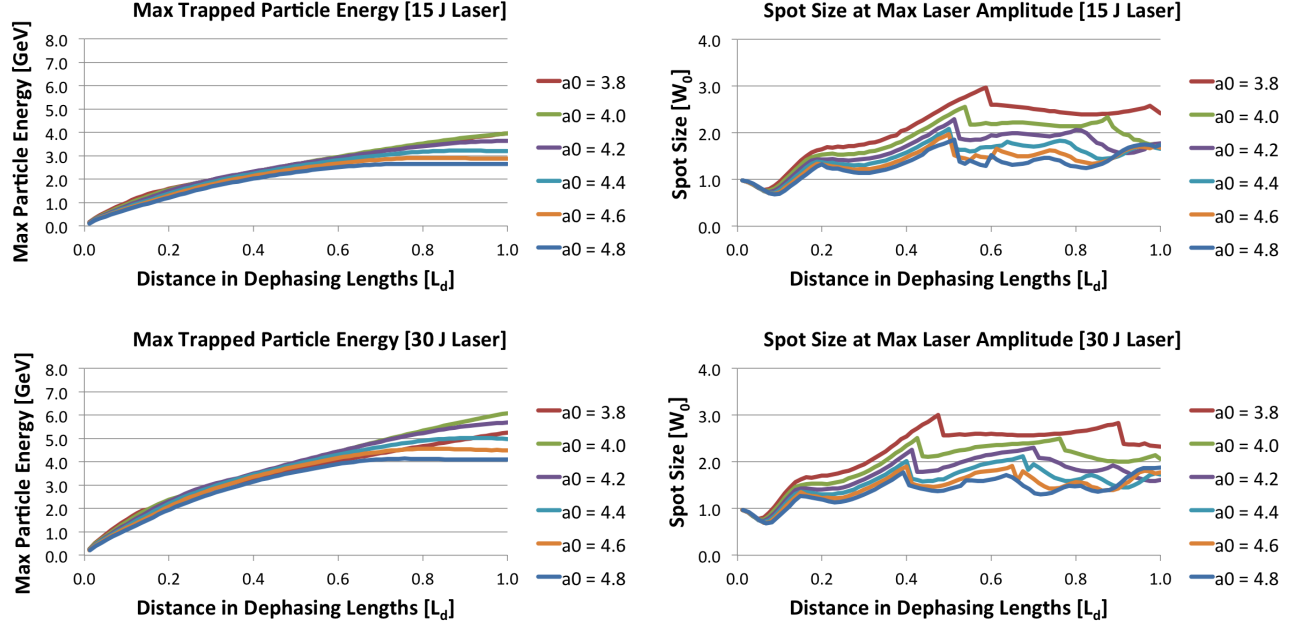 Max Trapped Particle Energy [15 J Laser]
Max Particle Energy [GeV]
8.0
7.0
6.0
5.0
4.0
3.0
2.0
1.0
0.0
0.0 0.2 0.4 0.6 0.8 1.0
Distance in Dephasing Lengths [Ld]
a0 = 3.8
a0 = 4.0
a0 = 4.2
a0 = 4.4
a0 = 4.6
a0 = 4.8
Spot Size at Max Laser Amplitude [15 J Laser]
Spot Size [W0]
4.0
3.0
2.0
1.0
0.0
0.0 0.2 0.4 0.6 0.8 1.0
Distance in Dephasing Lengths [Ld]
a0 = 3.8
a0 = 4.0
a0 = 4.2
a0 = 4.4
a0 = 4.6
a0 = 4.8
Max Trapped Particle Energy [30 J Laser]
Max Particle Energy [GeV]
8.0
7.0
6.0
5.0
4.0
3.0
2.0
1.0
0.0
0.0 0.2 0.4 0.6 0.8 1.0
Distance in Dephasing Lengths [Ld]
a0 = 3.8
a0 = 4.0
a0 = 4.2
a0 = 4.4
a0 = 4.6
a0 = 4.8
Spot Size at Max Laser Amplitude [30 J Laser]
Spot Size [W0]
4.0
3.0
2.0
1.0
0.0
0.0 0.2 0.4 0.6 0.8 1.0
Distance in Dephasing Lengths [Ld]
a0 = 3.8
a0 = 4.0
a0 = 4.2
a0 = 4.4
a0 = 4.6
a0 = 4.8